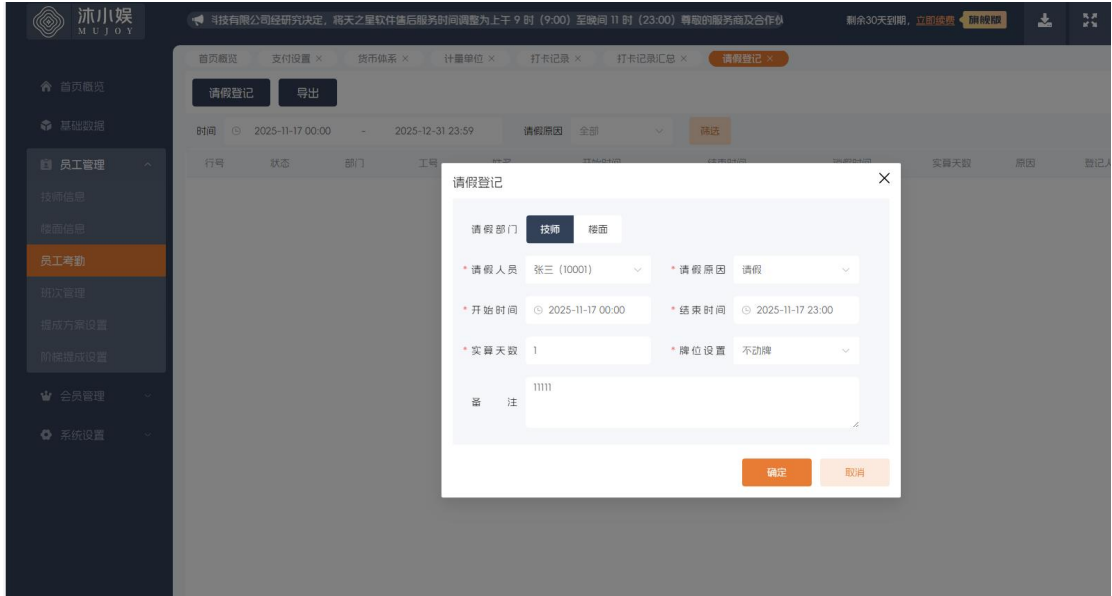 沐小娱
MUJOY
科技有限公司经研究决定，将天之星软件售后服务时间调整为上午 9 时（9:00）至晚间 11 时（23:00）尊敬的服务商及合作伙
剩余30天到期，立即续费 旗舰版
首页概览 支付设置 × 货币体系 × 计量单位 × 打卡记录 × 打卡记录汇总 × 请假登记 ×
首页概览
基础数据
员工管理
技师信息
楼面信息
员工考勤
班次管理
提成方案设置
阶梯提成设置
会员管理
系统设置
请假登记 导出
时间 2025-11-17 00:00 - 2025-12-31 23:59 请假原因 全部 筛选
行号 状态 部门 工号 姓名 开始时间 结束时间 实算天数 原因 登记人
请假登记
请假部门 技师 楼面
* 请假人员 张三（10001） * 请假原因 请假
* 开始时间 2025-11-17 00:00 * 结束时间 2025-11-17 23:00
* 实算天数 1 * 牌位设置 不动牌
备 注 11111
确定 取消